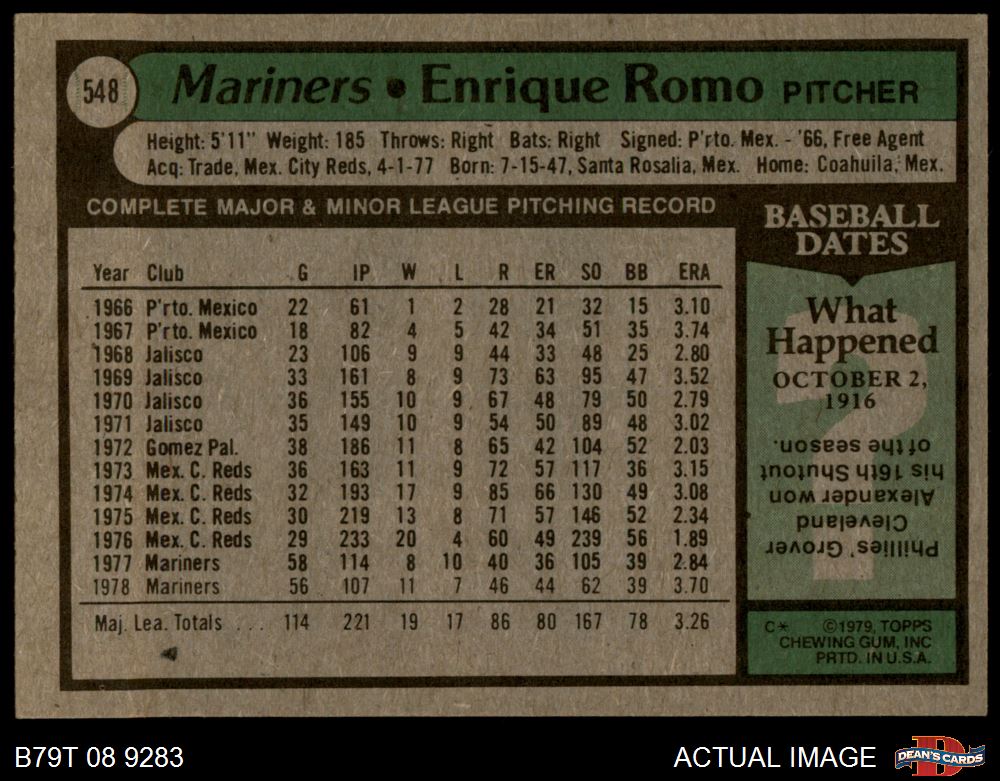 548
Mariners • Enrique Romo PITCHER
Height: 5'11" Weight: 185 Throws: Right Bats: Right Signed: P'rto. Mex. - '66, Free Agent
Acq: Trade, Mex. City Reds, 4-1-77 Born: 7-15-47, Santa Rosalia, Mex. Home: Coahuila, Mex.
COMPLETE MAJOR & MINOR LEAGUE PITCHING RECORD
Year Club G IP W L R ER SO BB ERA
1966 P'rto. Mexico 22 61 1 2 28 21 32 15 3.10
1967 P'rto. Mexico 18 82 4 5 42 34 51 35 3.74
1968 Jalisco 23 106 9 9 44 33 48 25 2.80
1969 Jalisco 33 161 8 9 73 63 95 47 3.52
1970 Jalisco 36 155 10 9 67 48 79 50 2.79
1971 Jalisco 35 149 10 9 54 50 89 48 3.02
1972 Gomez Pal. 38 186 11 8 65 42 104 52 2.03
1973 Mex. C. Reds 36 163 11 9 72 57 117 36 3.15
1974 Mex. C. Reds 32 193 17 9 85 66 130 49 3.08
1975 Mex. C. Reds 30 219 13 8 71 57 146 52 2.34
1976 Mex. C. Reds 29 233 20 4 60 49 239 56 1.89
1977 Mariners 58 114 8 10 40 36 105 39 2.84
1978 Mariners 56 107 11 7 46 44 62 39 3.70
Maj. Lea. Totals ... 114 221 19 17 86 80 167 78 3.26
BASEBALL
DATES
What
Happened
OCTOBER 2,
1916
Phillies' Grover
Cleveland
Alexander won
his 16th Shutout
of the season.
C* ©1979, TOPPS
CHEWING GUM, INC
PRTD. IN U.S.A.
B79T 08 9283
ACTUAL IMAGE
D
DEAN'S CARDS